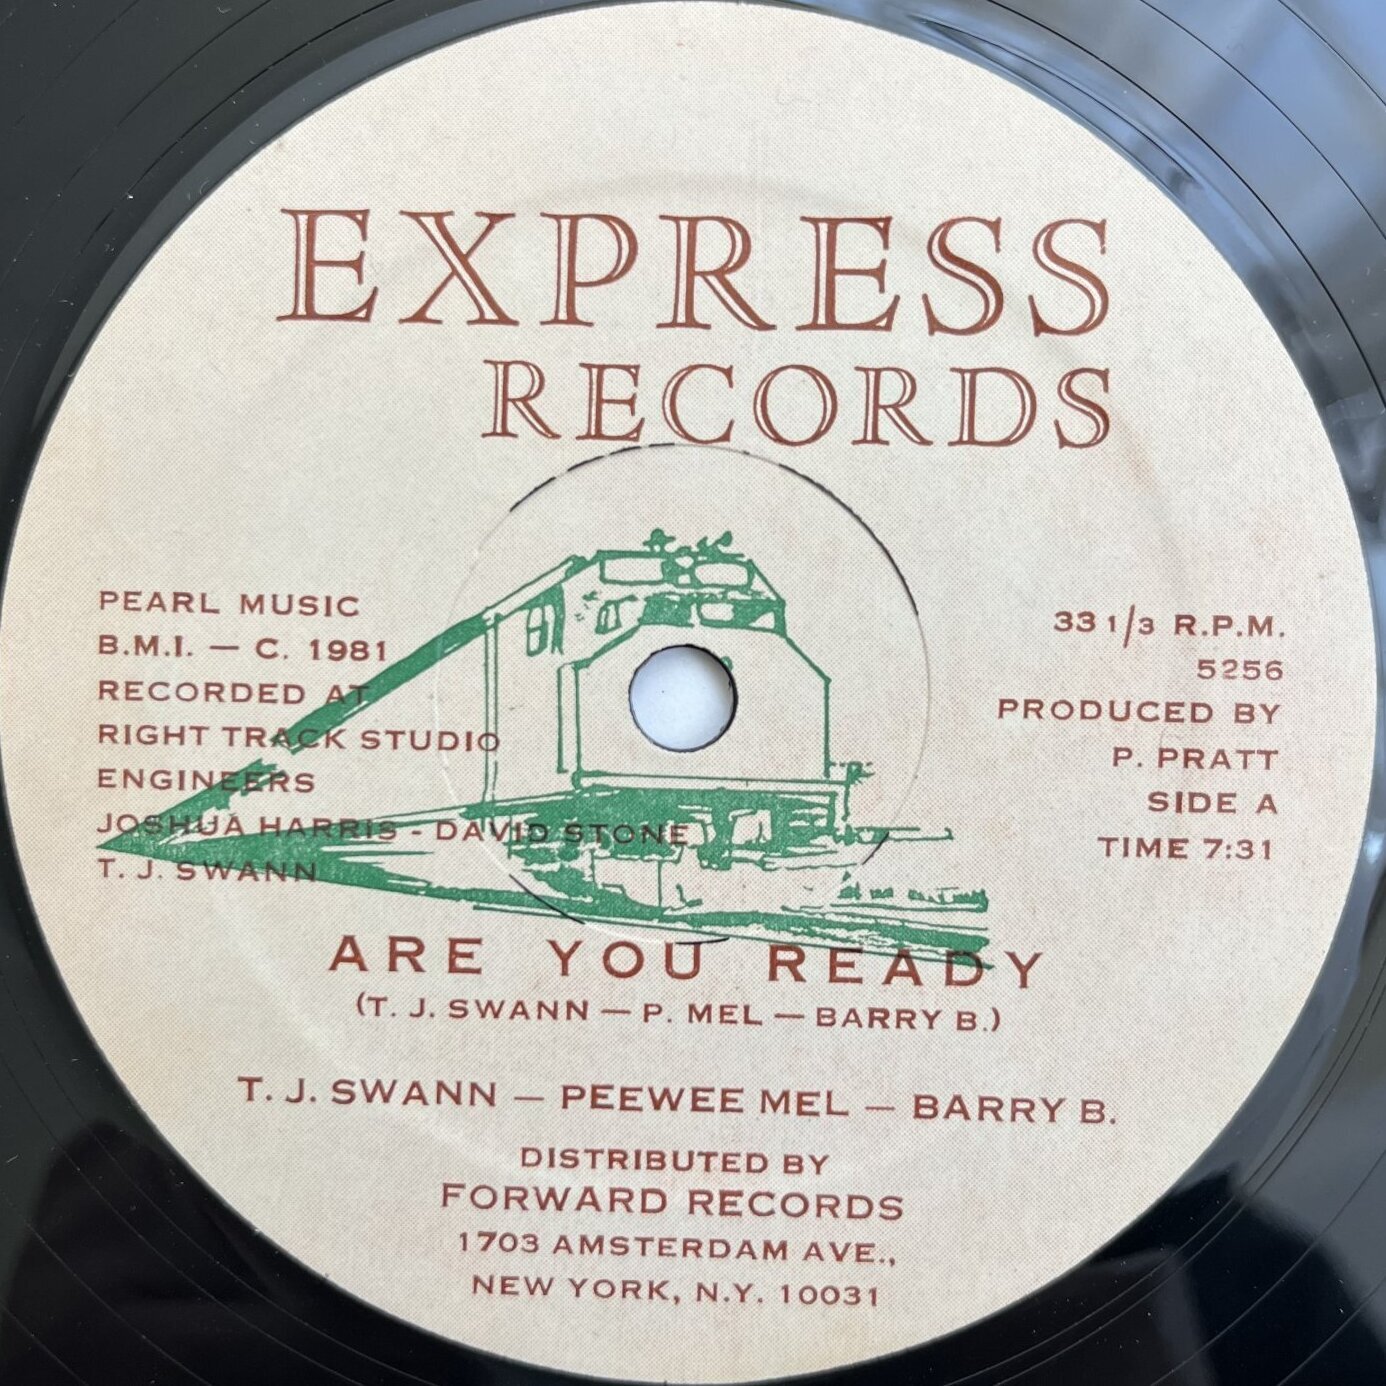 EXPRESS
RECORDS
PEARL MUSIC
B.M.I. — C. 1981
RECORDED AT
RIGHT TRACK STUDIO
ENGINEERS
JOSHUA HARRIS - DAVID STONE
T. J. SWANN
33 1/3 R.P.M.
5256
PRODUCED BY
P. PRATT
SIDE A
TIME 7:31
ARE YOU READY
(T. J. SWANN — P. MEL — BARRY B.)
T. J. SWANN — PEEWEE MEL — BARRY B.
DISTRIBUTED BY
FORWARD RECORDS
1703 AMSTERDAM AVE.,
NEW YORK, N.Y. 10031